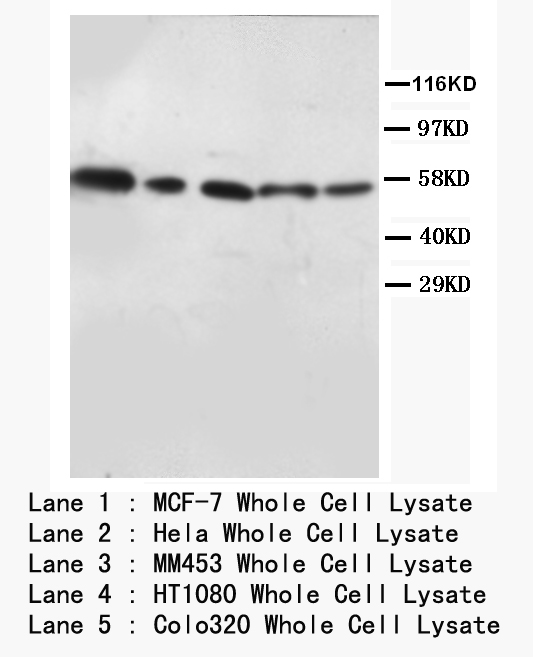 116KD
97KD
58KD
40KD
29KD
Lane 1 : MCF-7 Whole Cell Lysate
Lane 2 : Hela Whole Cell Lysate
Lane 3 : MM453 Whole Cell Lysate
Lane 4 : HT1080 Whole Cell Lysate
Lane 5 : Colo320 Whole Cell Lysate